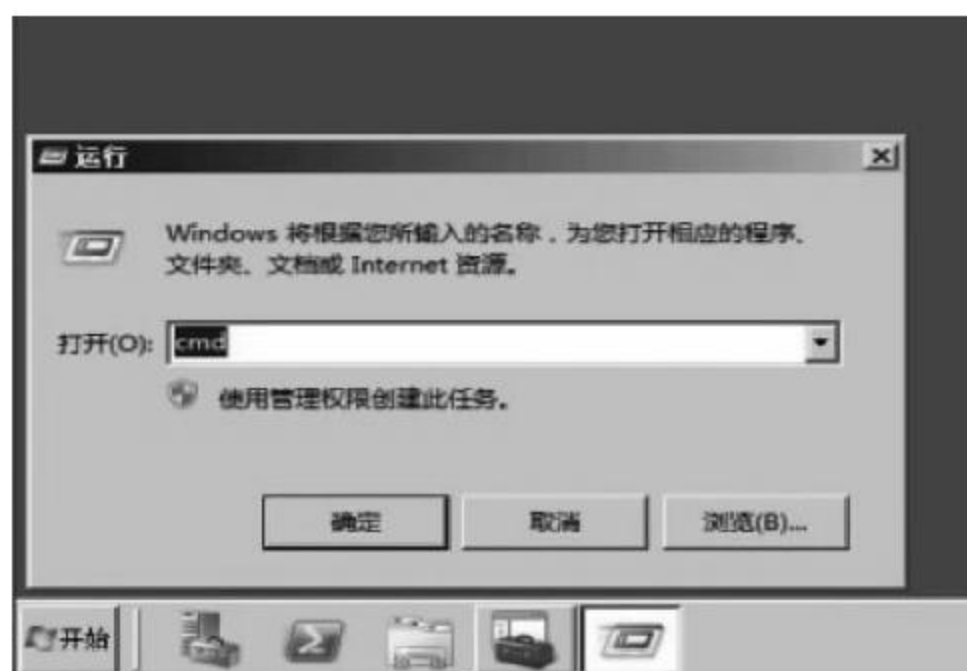 运行
Windows 将根据您所输入的名称，为您打开相应的程序、
文件夹、文档或 Internet 资源。
打开(O): cmd
使用管理权限创建此任务。
确定 取消 浏览(B)...
开始